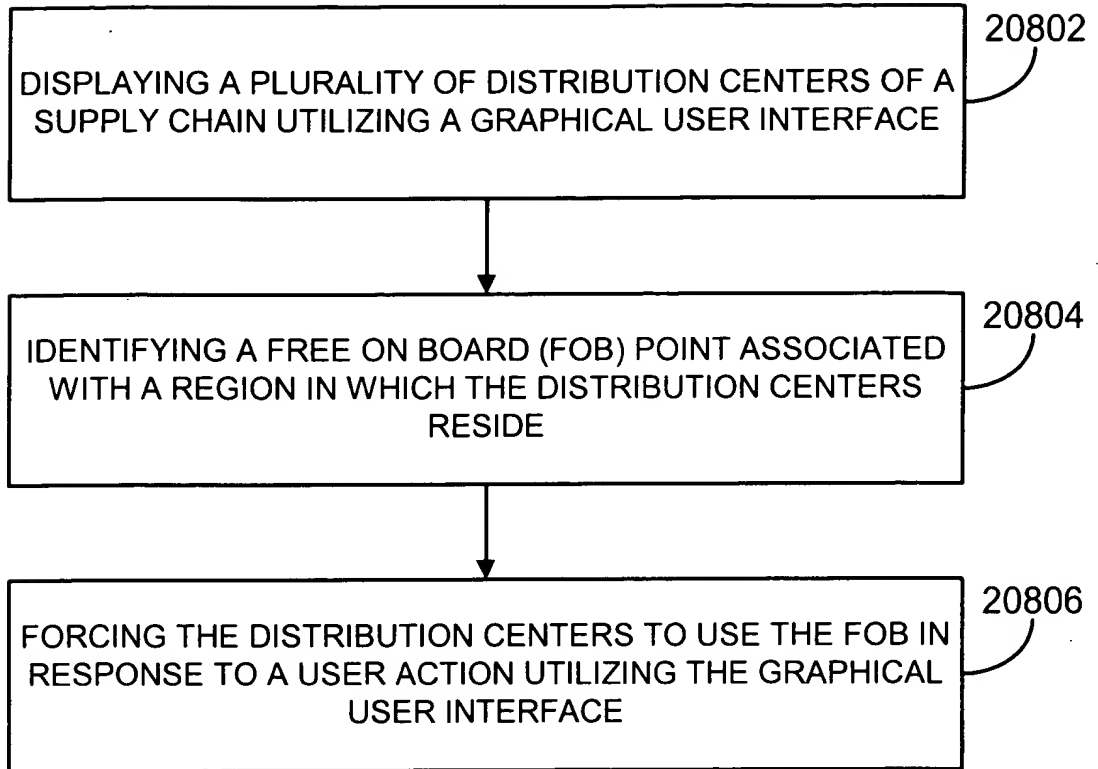 20802
DISPLAYING A PLURALITY OF DISTRIBUTION CENTERS OF A
SUPPLY CHAIN UTILIZING A GRAPHICAL USER INTERFACE
20804
IDENTIFYING A FREE ON BOARD (FOB) POINT ASSOCIATED
WITH A REGION IN WHICH THE DISTRIBUTION CENTERS
RESIDE
20806
FORCING THE DISTRIBUTION CENTERS TO USE THE FOB IN
RESPONSE TO A USER ACTION UTILIZING THE GRAPHICAL
USER INTERFACE